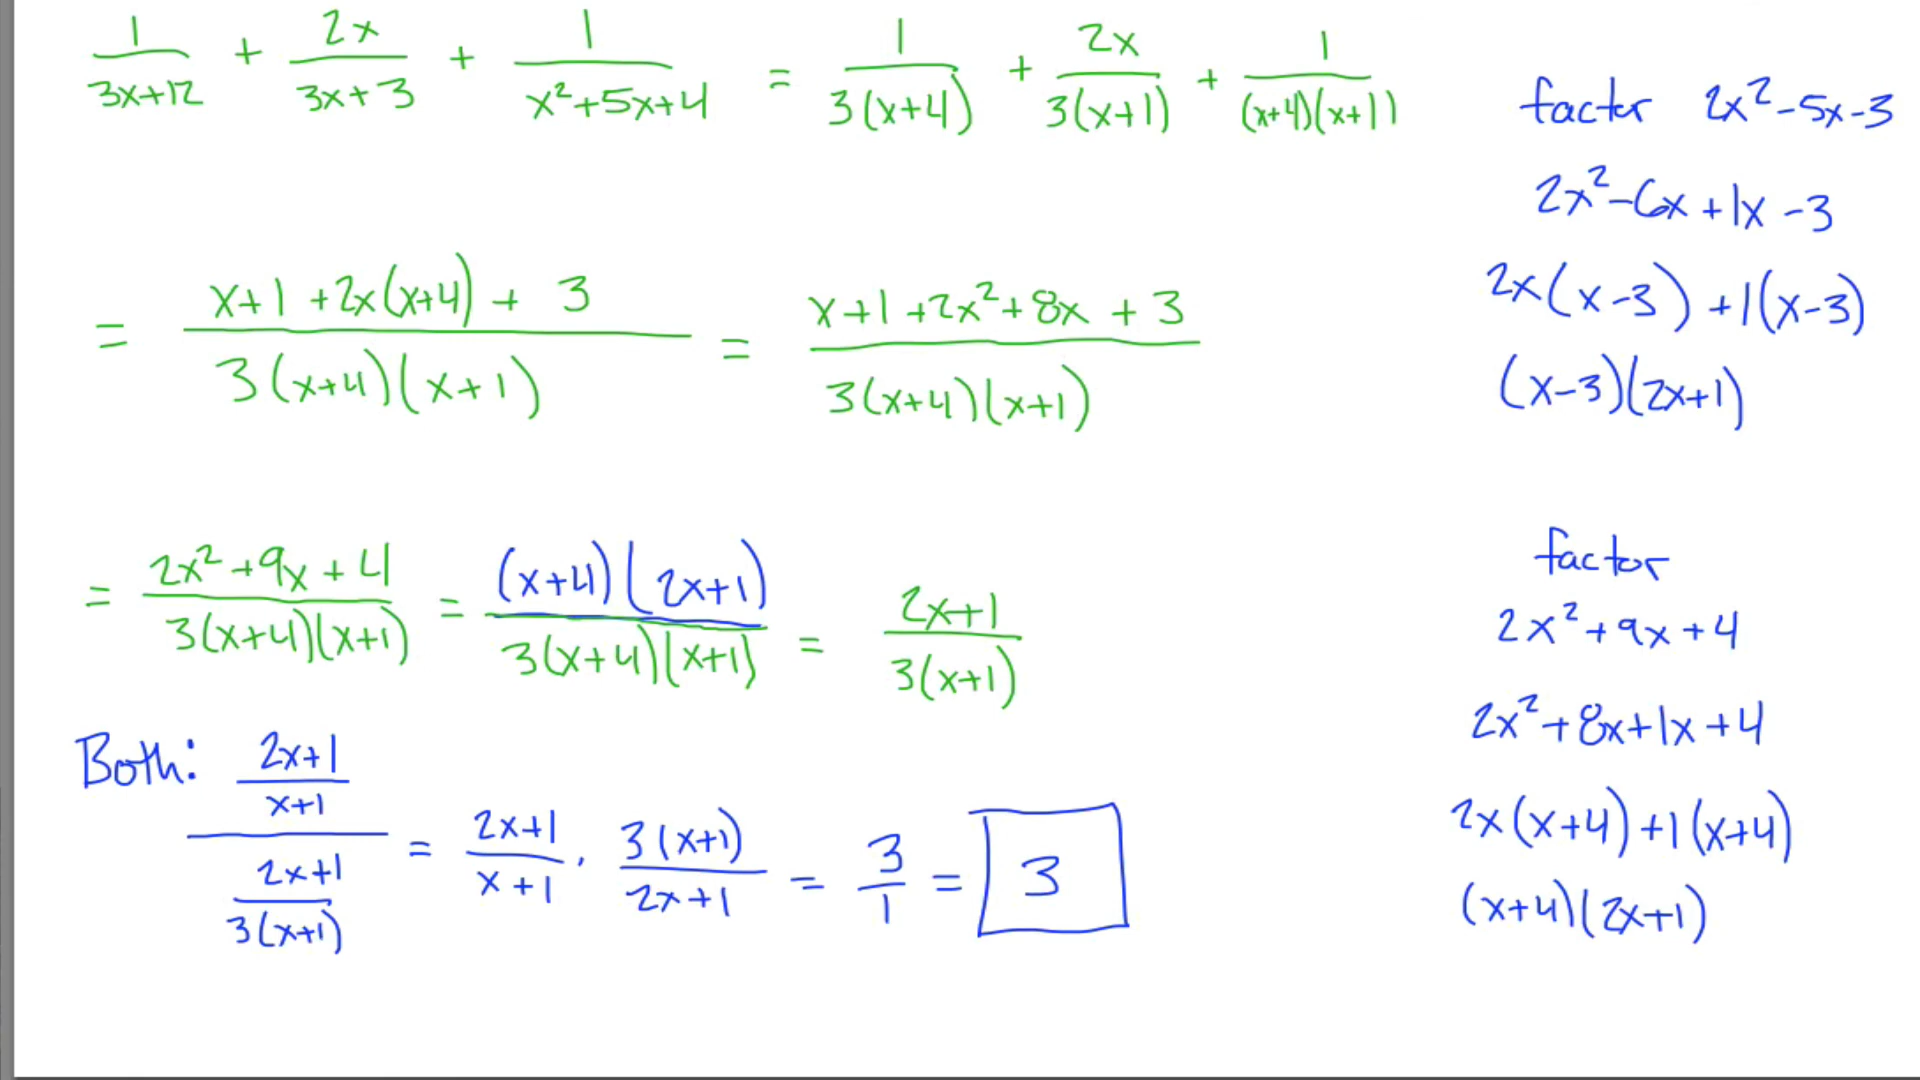 1/(3x+12) + 2x/(3x+3) + 1/(x²+5x+4) = 1/(3(x+4)) + 2x/(3(x+1)) + 1/((x+4)(x+1))
= (x+1 +2x(x+4) + 3)/(3(x+4)(x+1)) = (x+1 +2x²+8x + 3)/(3(x+4)(x+1))
= (2x²+9x+4)/(3(x+4)(x+1)) = ((x+4)(2x+1))/(3(x+4)(x+1)) = (2x+1)/(3(x+1))
Both: ((2x+1)/(x+1))/((2x+1)/(3(x+1))) = (2x+1)/(x+1) · (3(x+1))/(2x+1) = 3/1 = 3
factor 2x²-5x-3
2x²-6x+1x-3
2x(x-3)+1(x-3)
(x-3)(2x+1)
factor
2x²+9x+4
2x²+8x+1x+4
2x(x+4)+1(x+4)
(x+4)(2x+1)